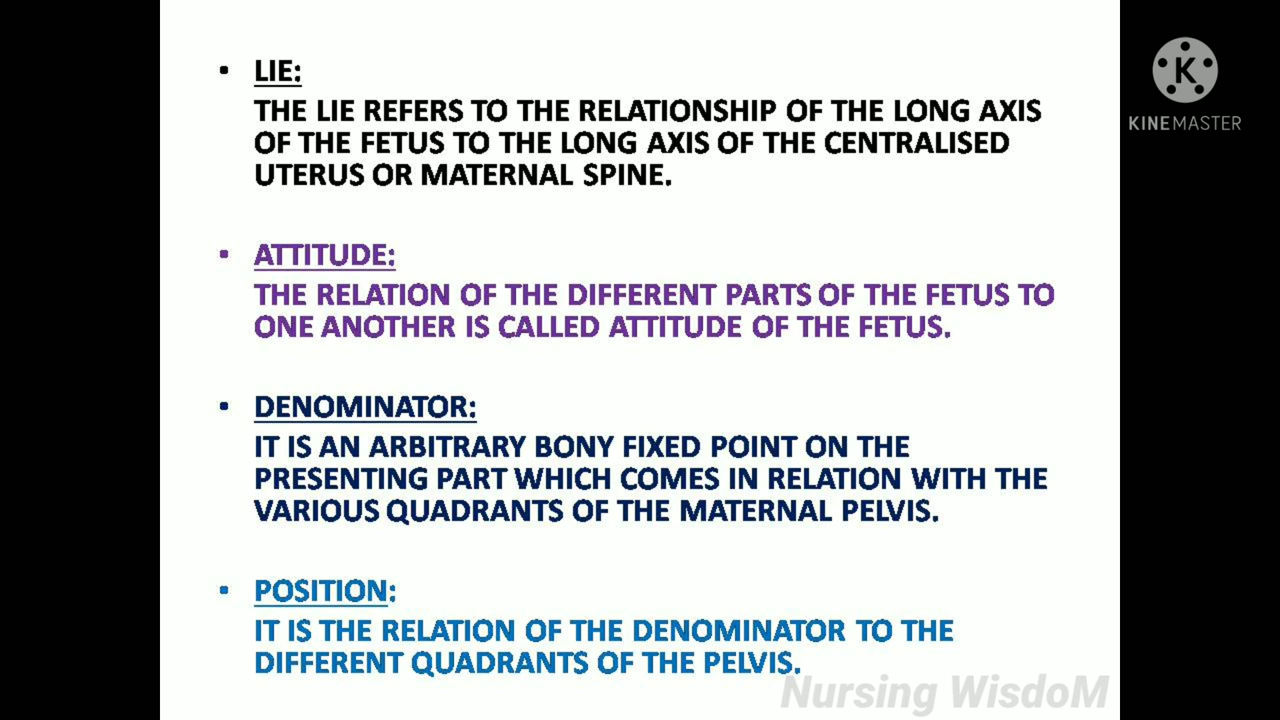 • LIE:
THE LIE REFERS TO THE RELATIONSHIP OF THE LONG AXIS
OF THE FETUS TO THE LONG AXIS OF THE CENTRALISED
UTERUS OR MATERNAL SPINE.
• ATTITUDE:
THE RELATION OF THE DIFFERENT PARTS OF THE FETUS TO
ONE ANOTHER IS CALLED ATTITUDE OF THE FETUS.
• DENOMINATOR:
IT IS AN ARBITRARY BONY FIXED POINT ON THE
PRESENTING PART WHICH COMES IN RELATION WITH THE
VARIOUS QUADRANTS OF THE MATERNAL PELVIS.
• POSITION:
IT IS THE RELATION OF THE DENOMINATOR TO THE
DIFFERENT QUADRANTS OF THE PELVIS.
Nursing WisdoM
K
KINEMASTER